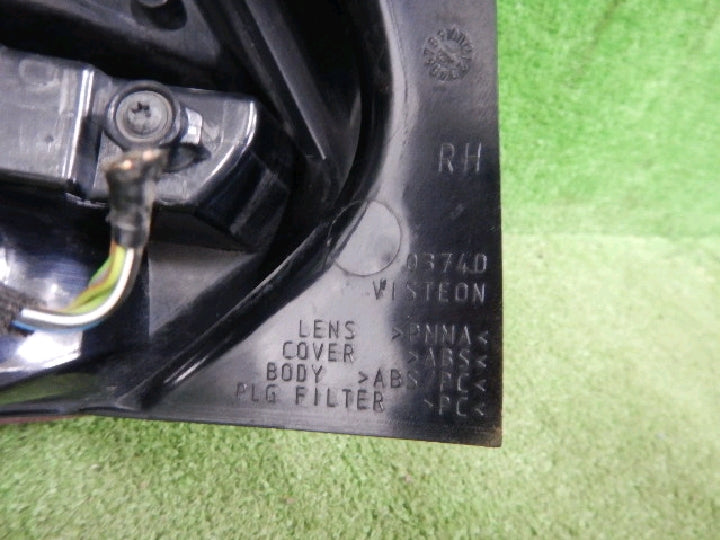 RH
03740
VISTEON
LENS >PMMA<
COVER >ABS<
BODY >ABS/PC<
PLG FILTER >PC<